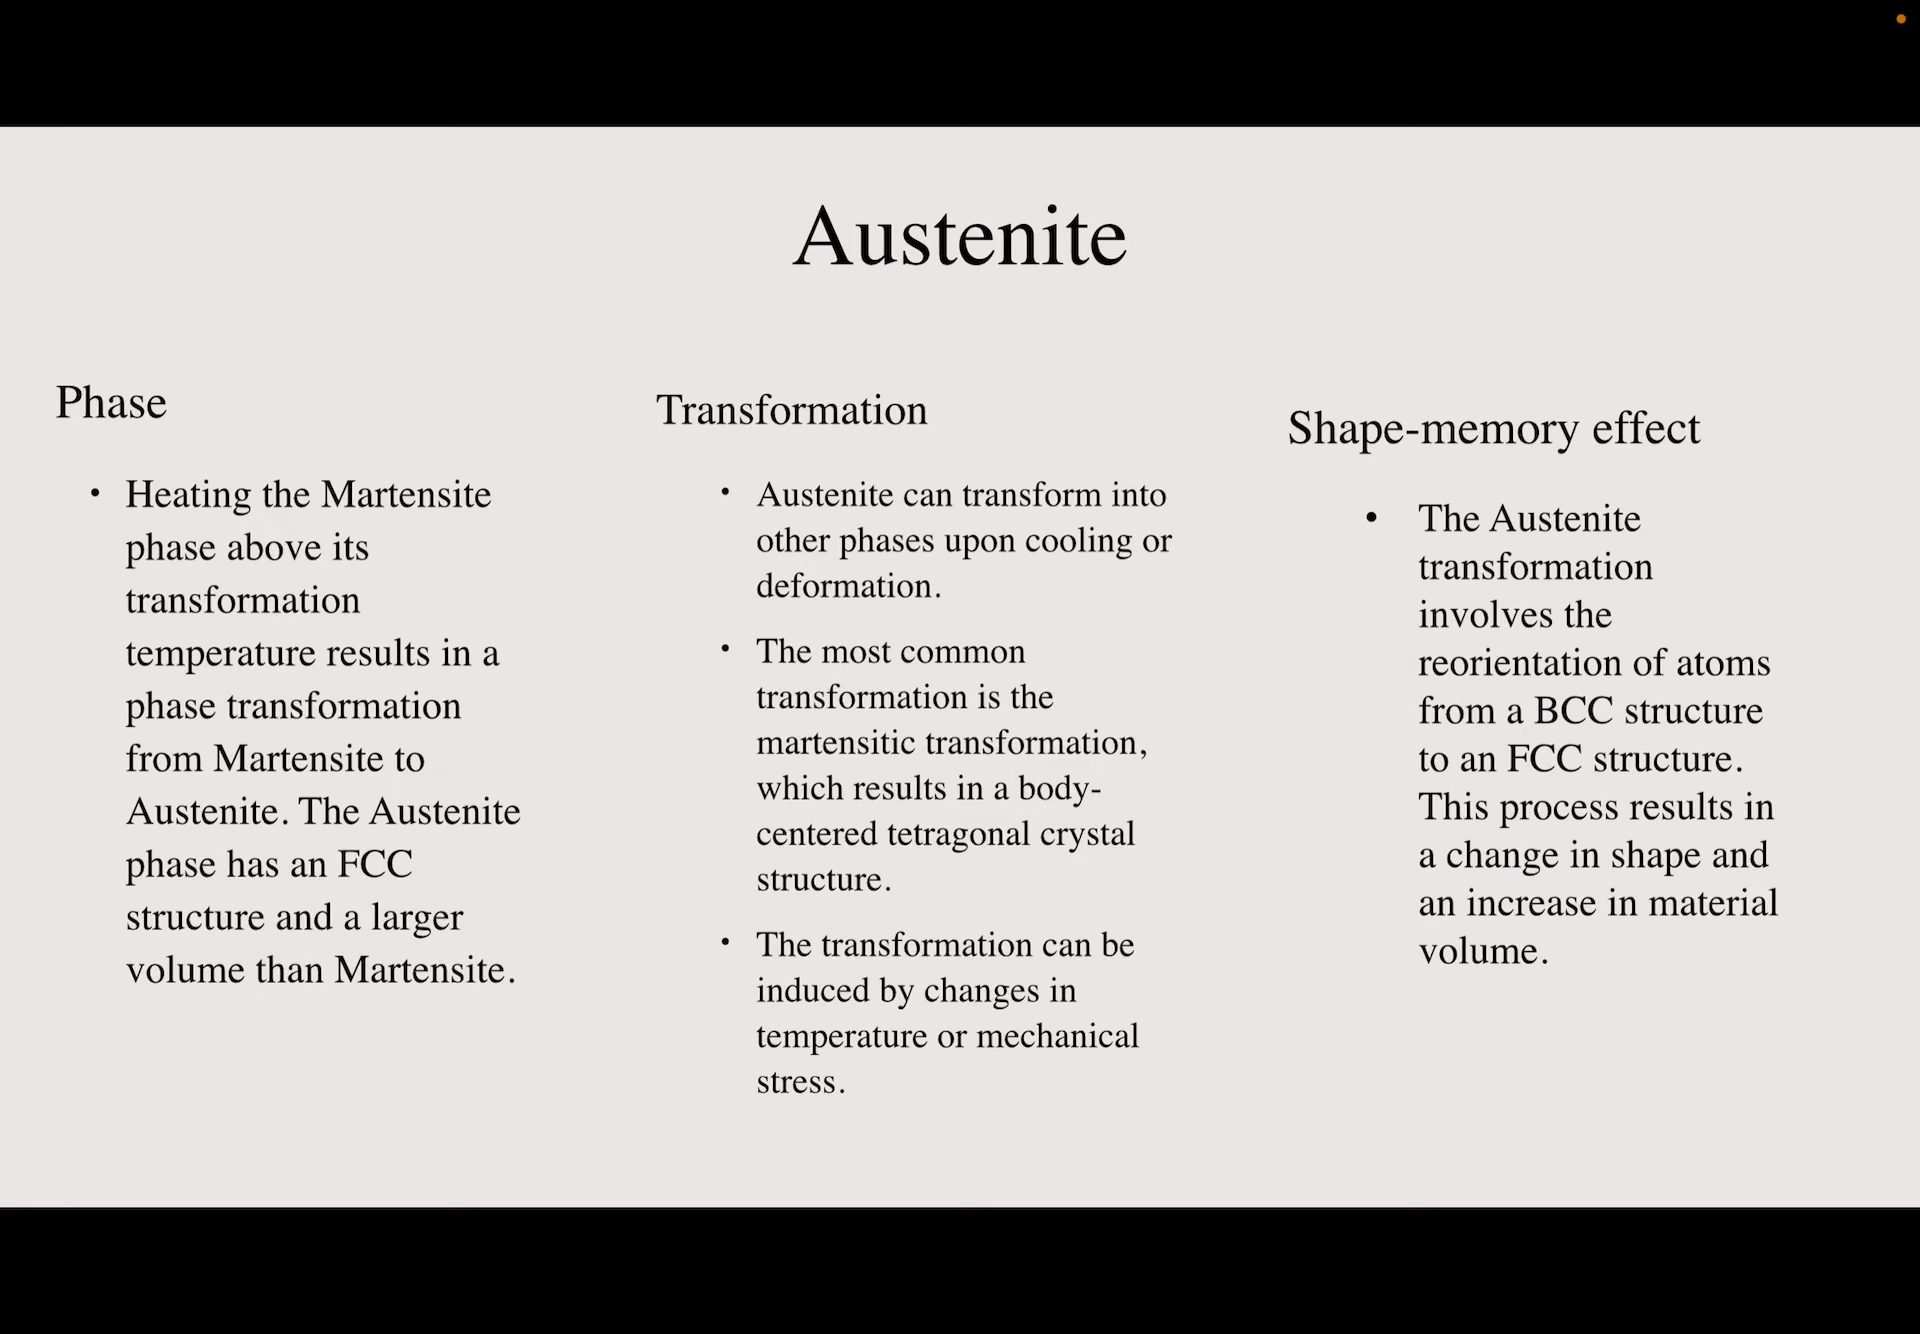 Austenite
Phase
• Heating the Martensite
phase above its
transformation
temperature results in a
phase transformation
from Martensite to
Austenite. The Austenite
phase has an FCC
structure and a larger
volume than Martensite.
Transformation
• Austenite can transform into
other phases upon cooling or
deformation.
• The most common
transformation is the
martensitic transformation,
which results in a body-
centered tetragonal crystal
structure.
• The transformation can be
induced by changes in
temperature or mechanical
stress.
Shape-memory effect
• The Austenite
transformation
involves the
reorientation of atoms
from a BCC structure
to an FCC structure.
This process results in
a change in shape and
an increase in material
volume.